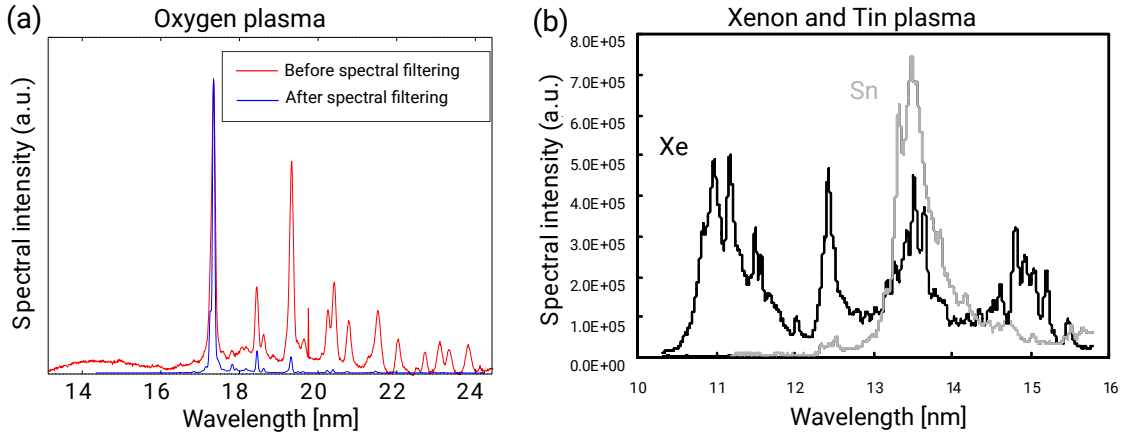 (a)
Oxygen plasma
Before spectral filtering
After spectral filtering
Spectral intensity (a.u.)
14 16 18 20 22 24
Wavelength [nm]
(b)
Xenon and Tin plasma
8.0E+05
7.0E+05
6.0E+05
5.0E+05
4.0E+05
3.0E+05
2.0E+05
1.0E+05
0.0E+00
Spectral intensity (a.u.)
Sn
Xe
10 11 12 13 14 15 16
Wavelength [nm]